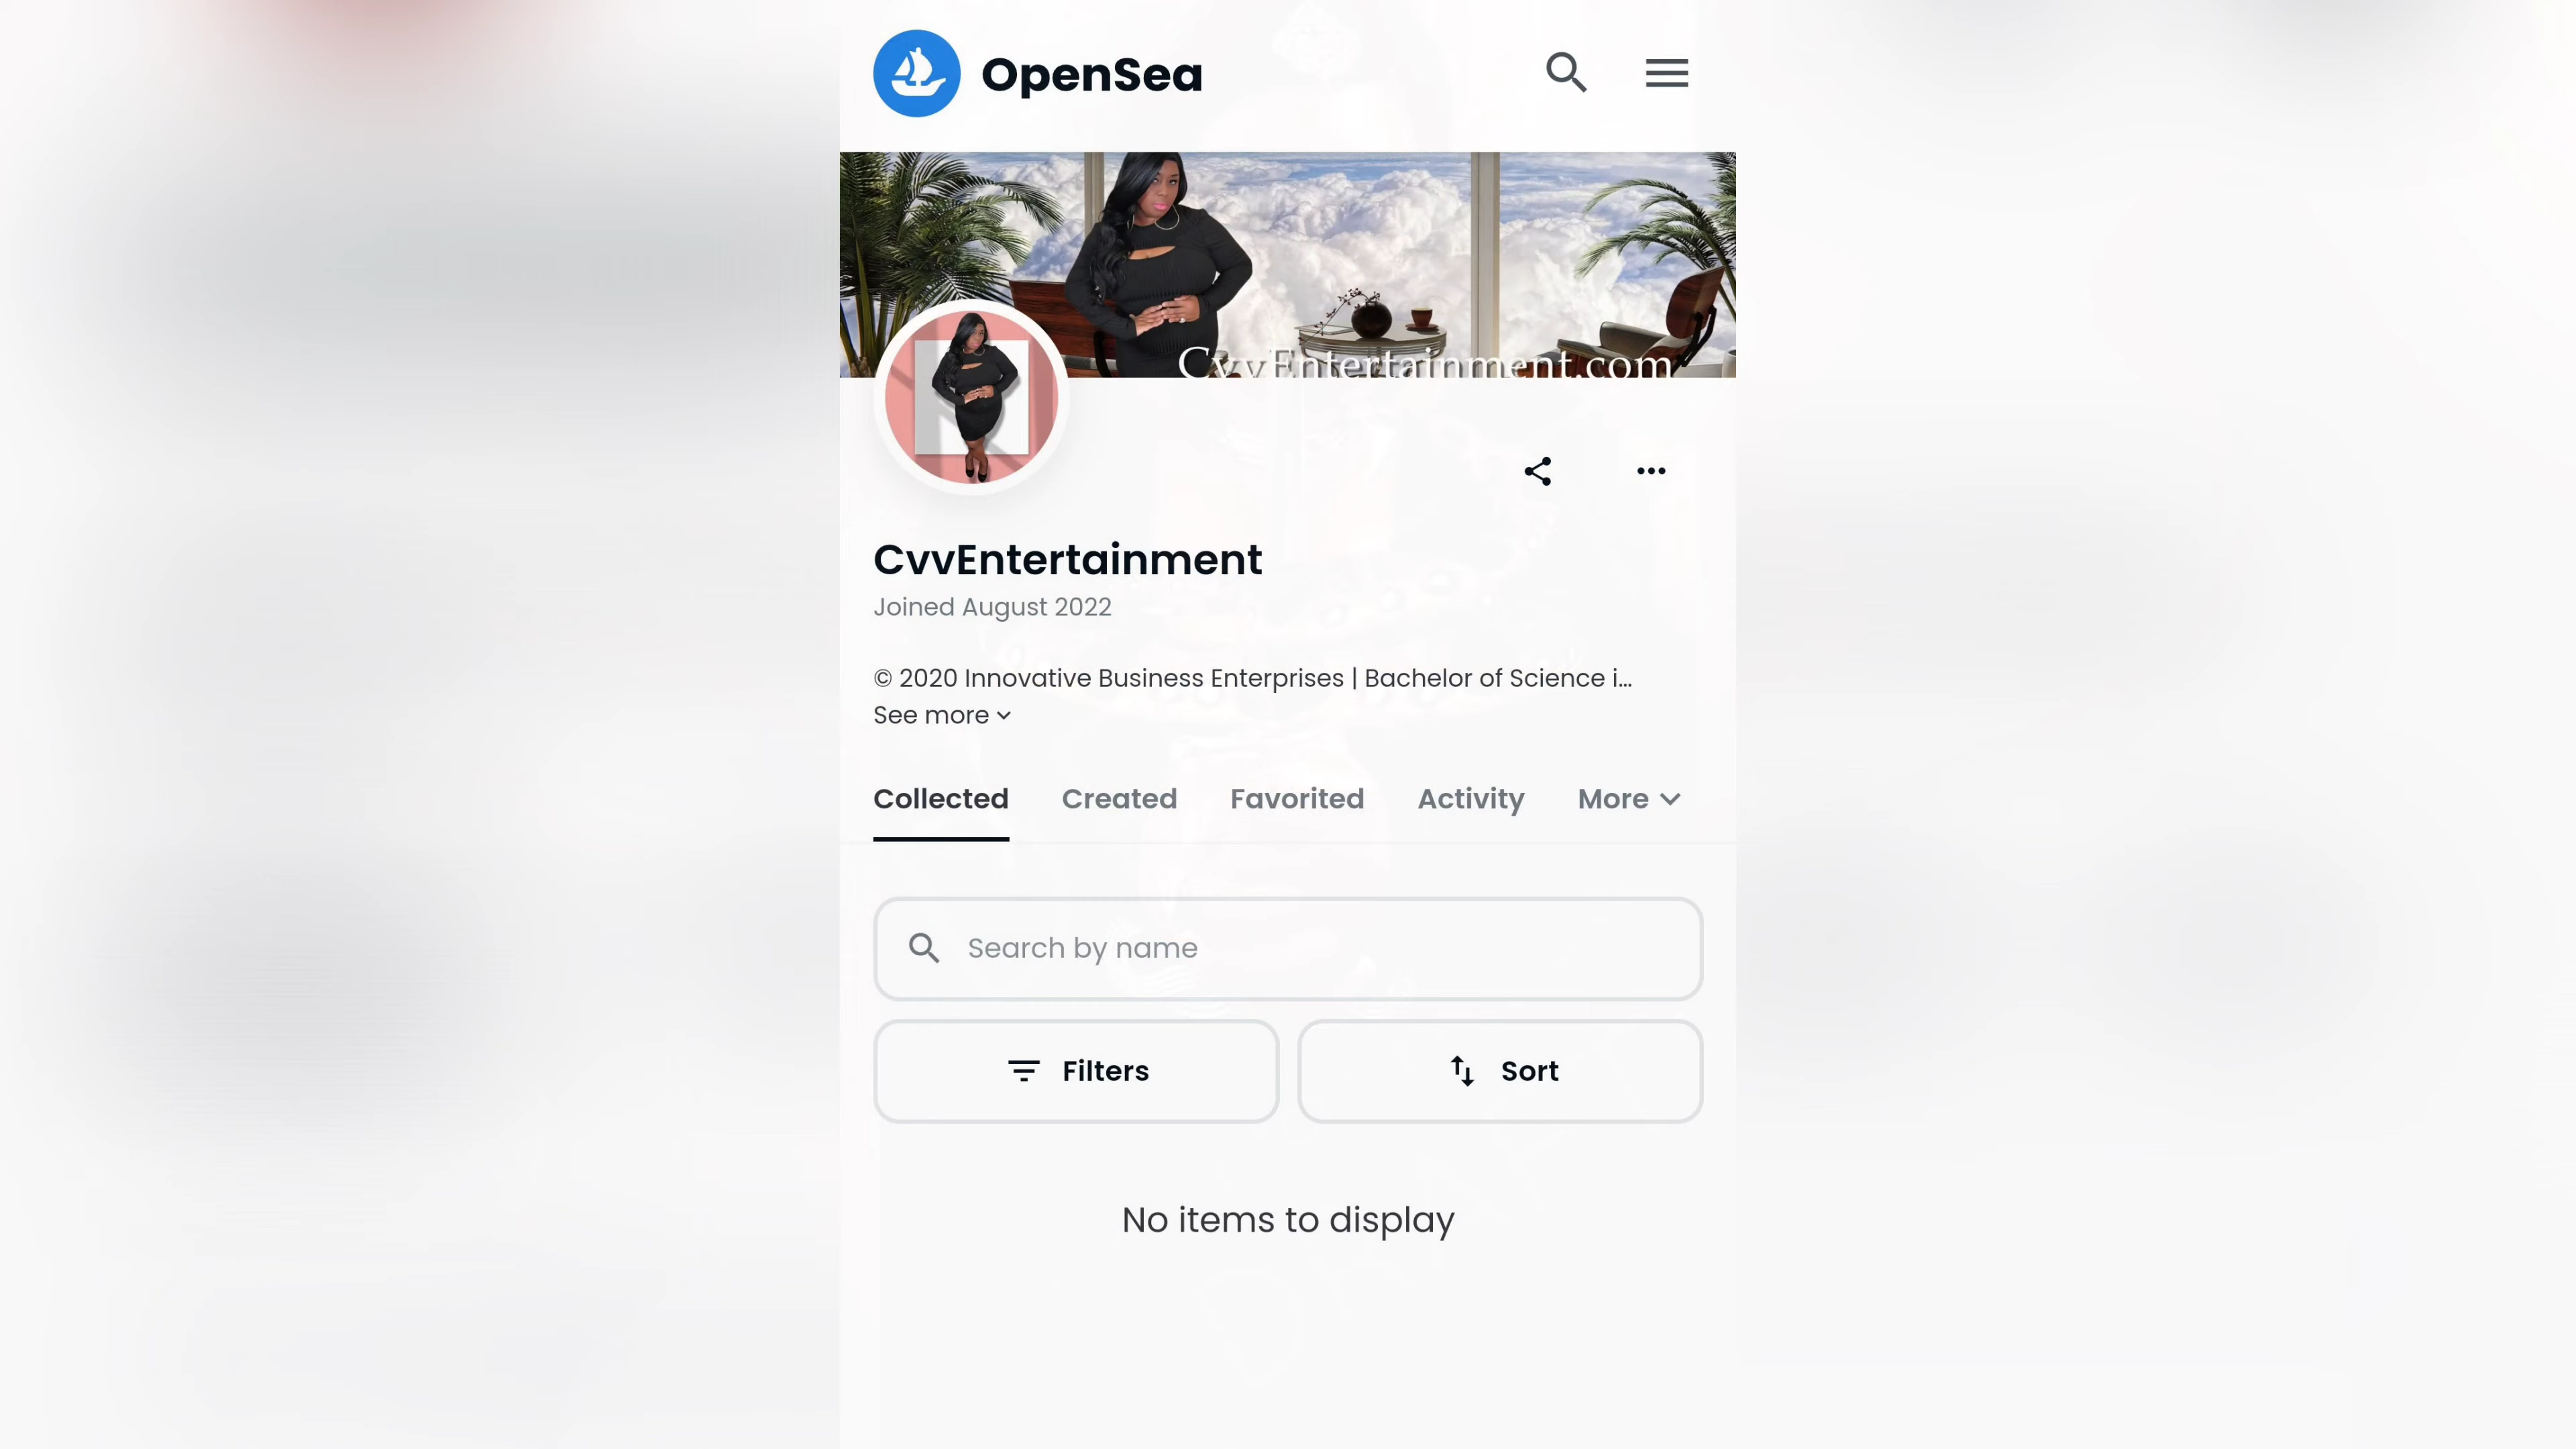 OpenSea
CvvEntertainment.com
CvvEntertainment
Joined August 2022
© 2020 Innovative Business Enterprises | Bachelor of Science i...
See more
Collected Created Favorited Activity More
Search by name
Filters Sort
No items to display